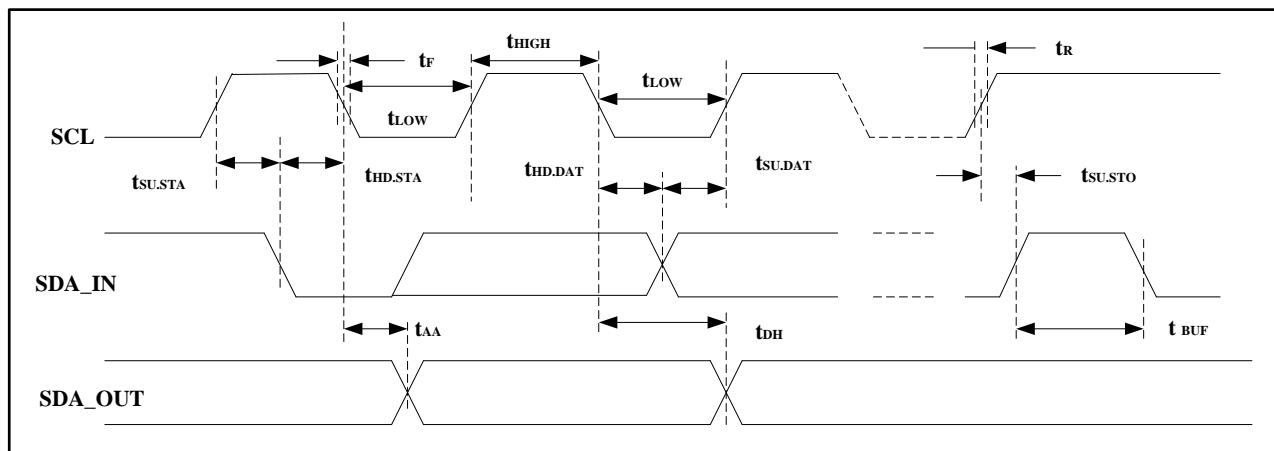 tF
tHIGH
tR
tLOW
tLOW
SCL
tSU.STA
tHD.STA
tHD.DAT
tSU.DAT
tSU.STO
SDA_IN
tAA
tDH
t BUF
SDA_OUT